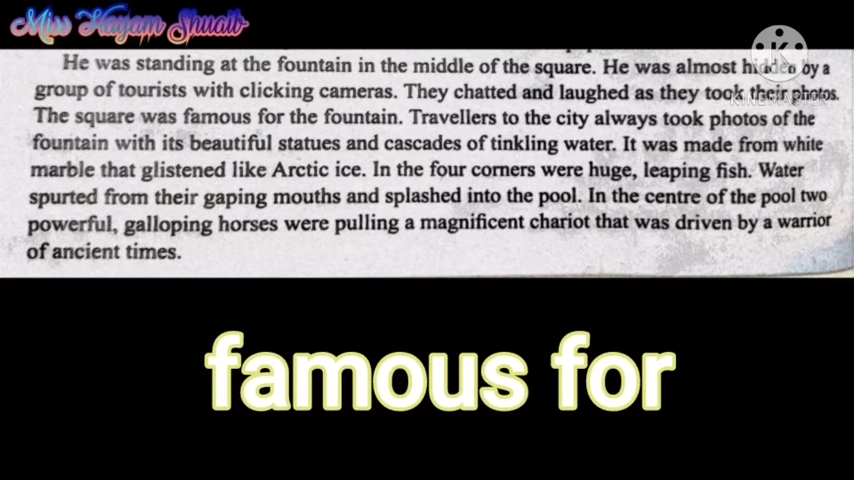 Miss Hayam Shuaib
He was standing at the fountain in the middle of the square. He was almost hidden by a
group of tourists with clicking cameras. They chatted and laughed as they took their photos.
The square was famous for the fountain. Travellers to the city always took photos of the
fountain with its beautiful statues and cascades of tinkling water. It was made from white
marble that glistened like Arctic ice. In the four corners were huge, leaping fish. Water
spurted from their gaping mouths and splashed into the pool. In the centre of the pool two
powerful, galloping horses were pulling a magnificent chariot that was driven by a warrior
of ancient times.
K
KINEMASTER
famous for